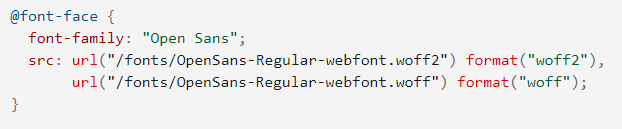 @font-face {
  font-family: "Open Sans";
  src: url("/fonts/OpenSans-Regular-webfont.woff2") format("woff2"),
       url("/fonts/OpenSans-Regular-webfont.woff") format("woff");
}